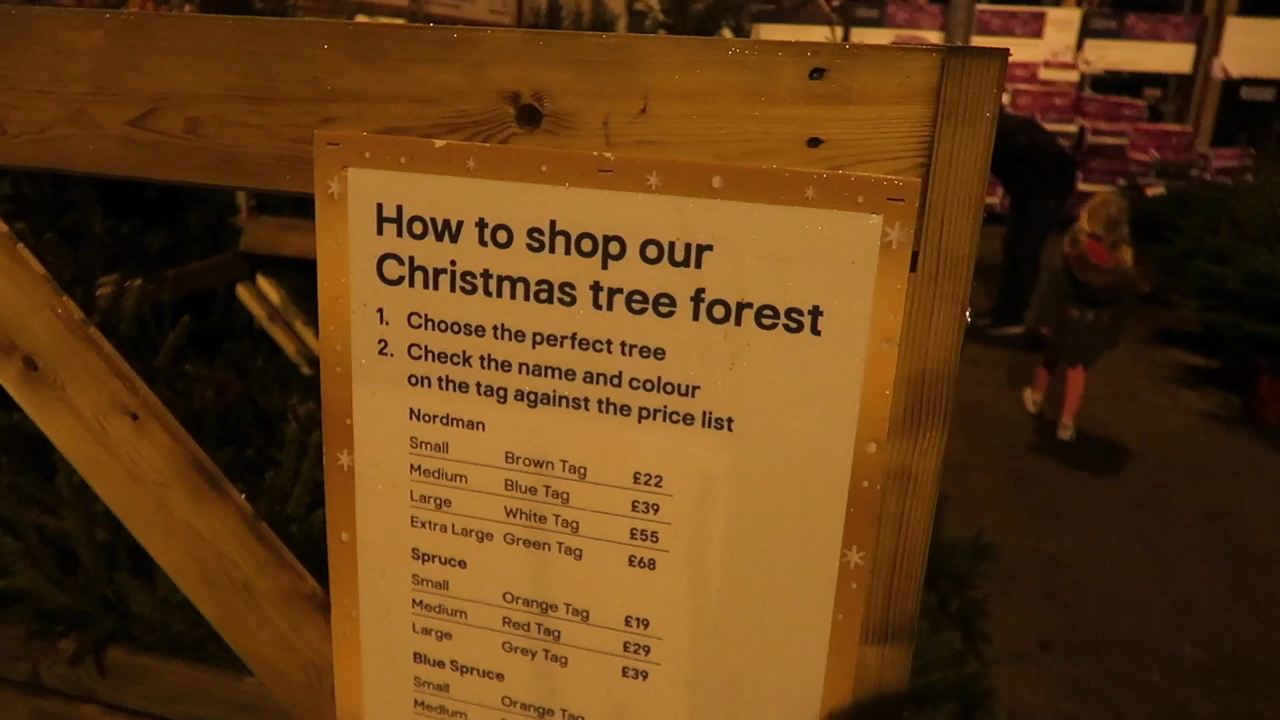 How to shop our
Christmas tree forest
1. Choose the perfect tree
2. Check the name and colour
on the tag against the price list
Nordman
Small Brown Tag £22
Medium Blue Tag £39
Large White Tag £55
Extra Large Green Tag £68
Spruce
Small Orange Tag £19
Medium Red Tag £29
Large Grey Tag £39
Blue Spruce
Small Orange Tag
Medium